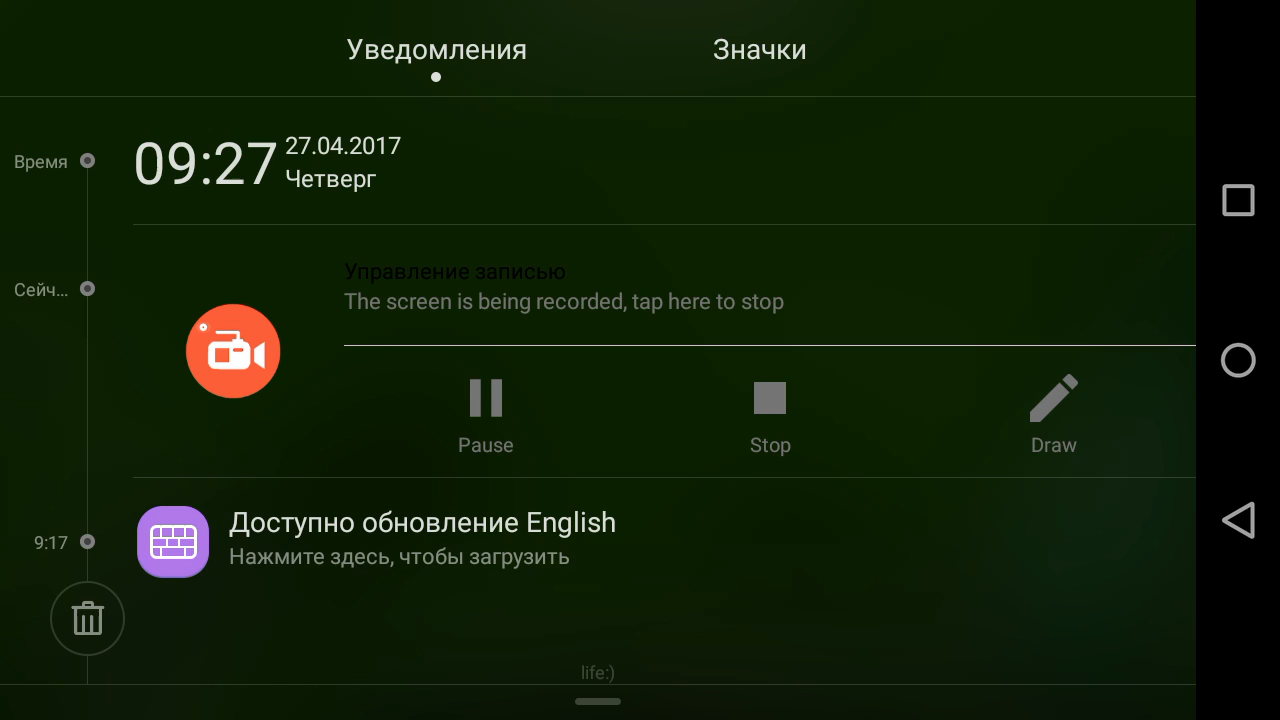 Уведомления
Значки
Время
09:27
27.04.2017
Четверг
Сейч...
Управление записью
The screen is being recorded, tap here to stop
Pause
Stop
Draw
9:17
Доступно обновление English
Нажмите здесь, чтобы загрузить
life:)